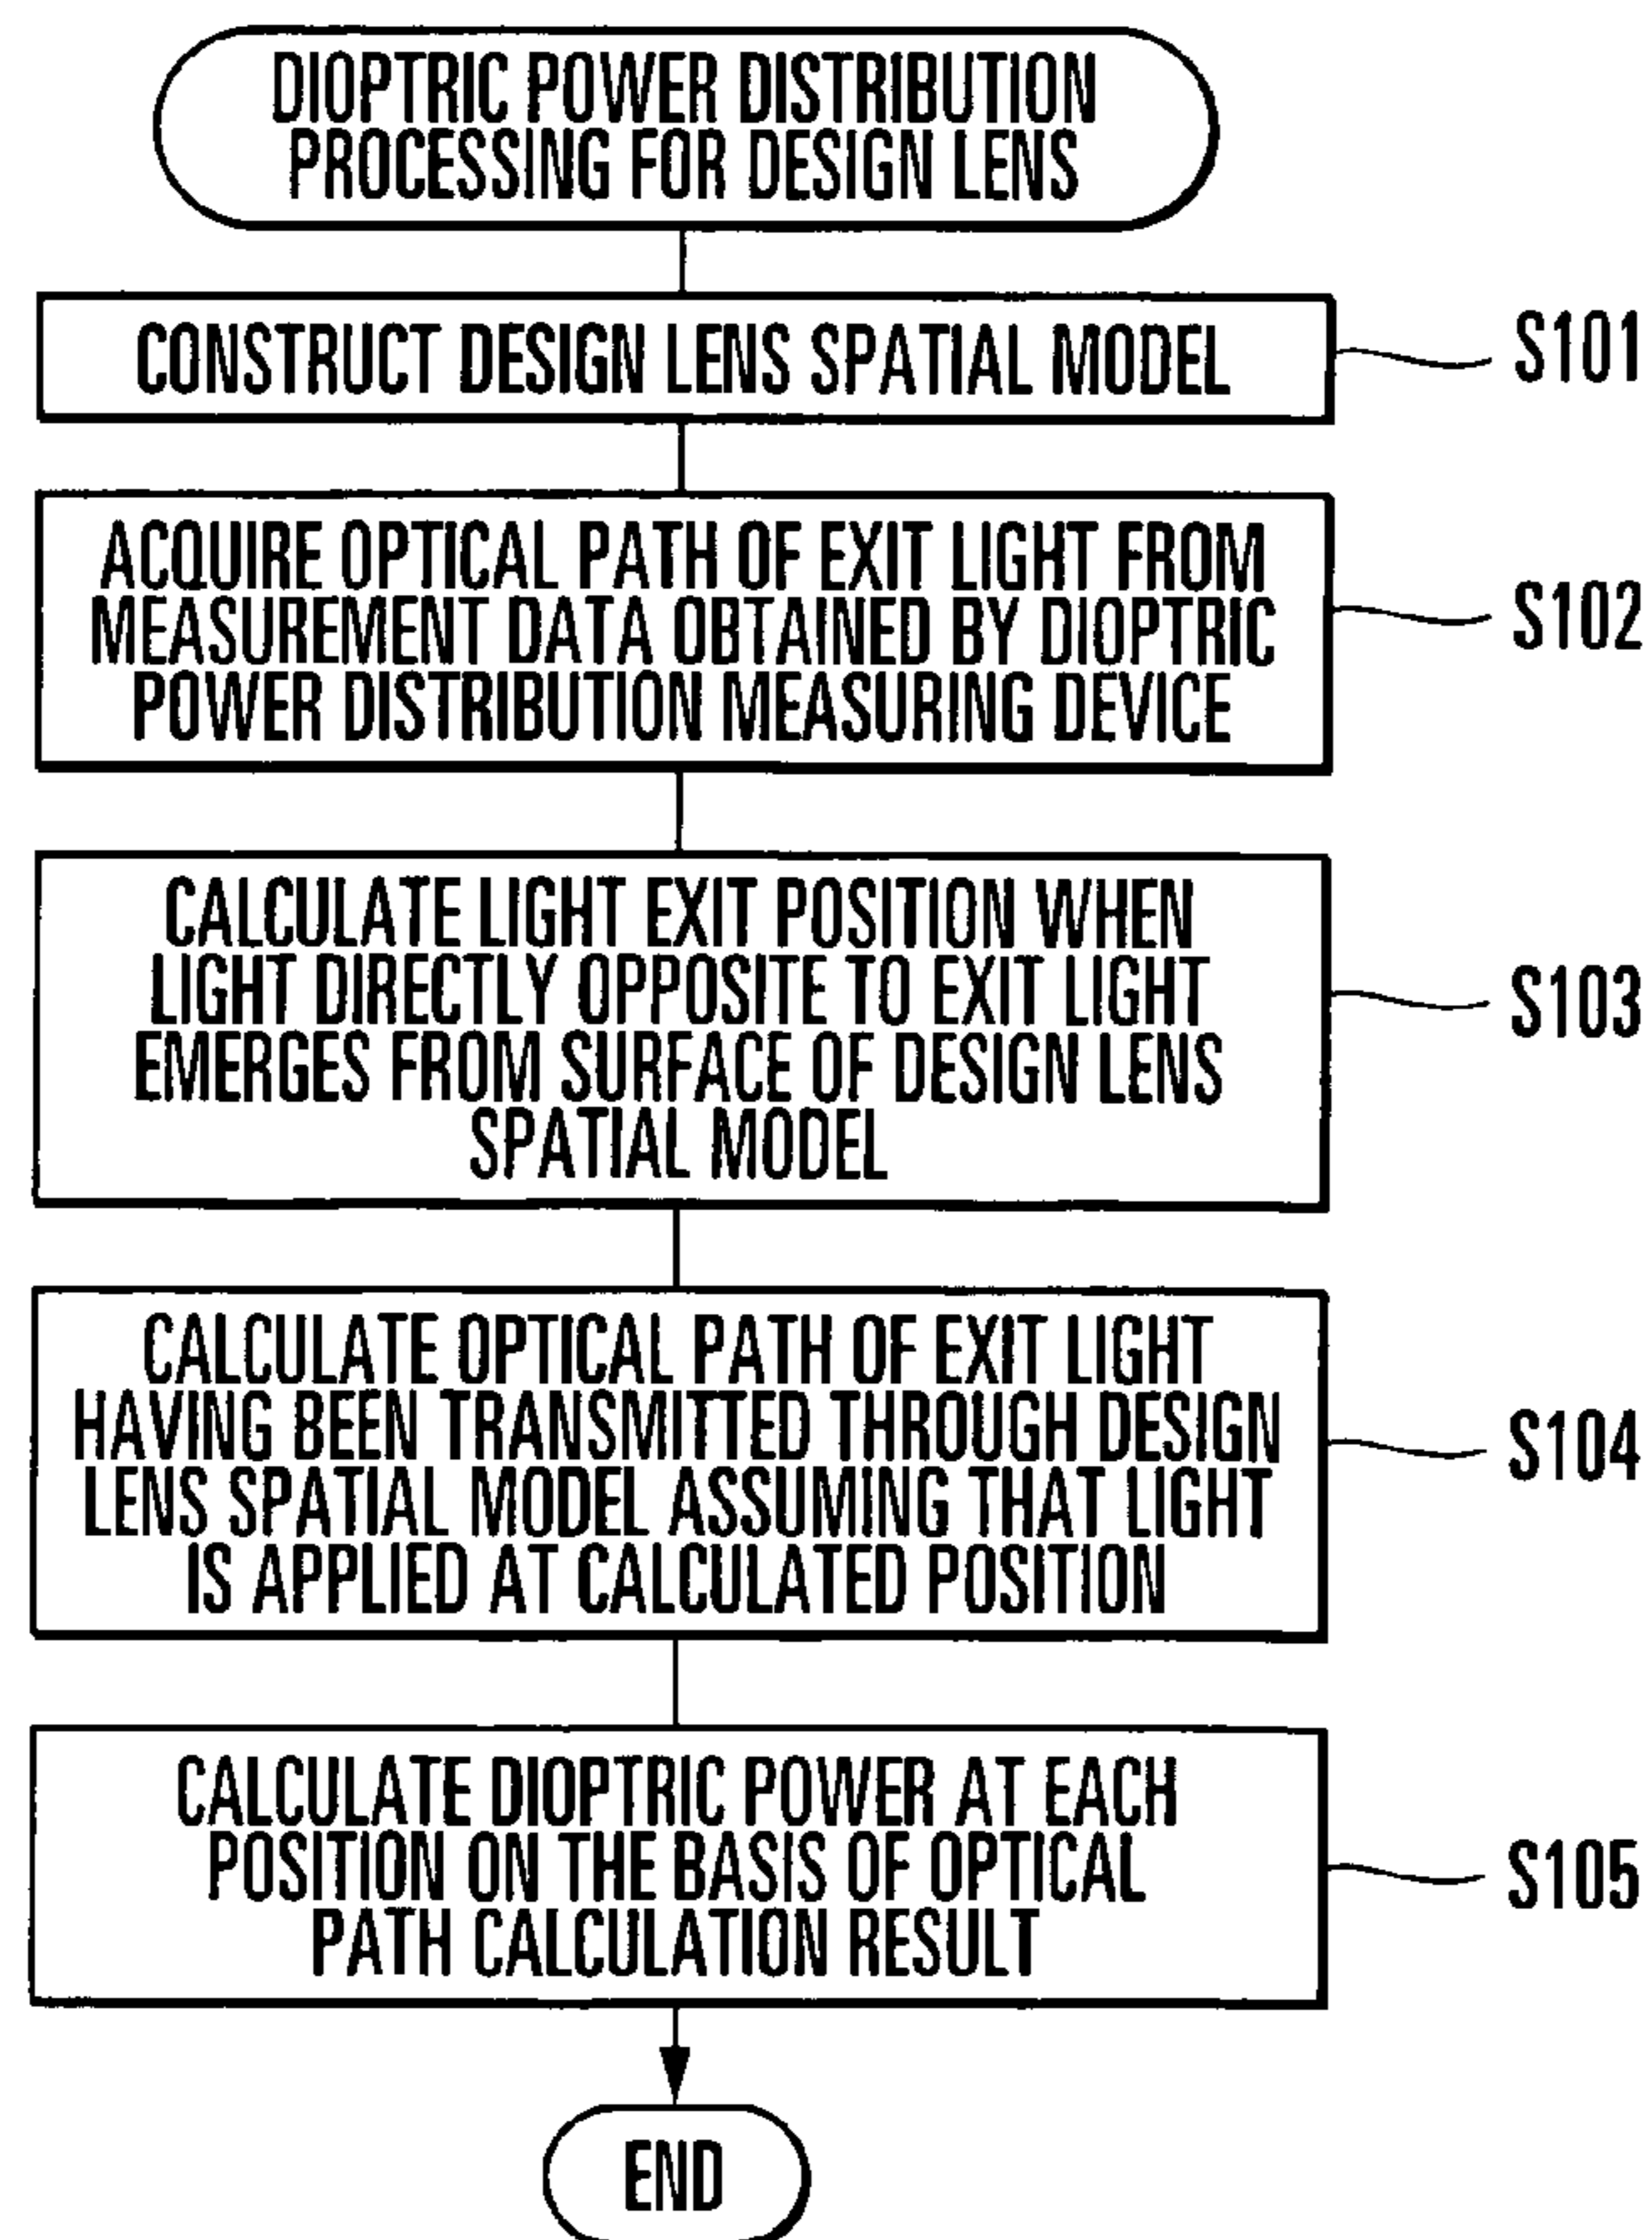 DIOPTRIC POWER DISTRIBUTION
PROCESSING FOR DESIGN LENS
CONSTRUCT DESIGN LENS SPATIAL MODEL
S101
ACQUIRE OPTICAL PATH OF EXIT LIGHT FROM
MEASUREMENT DATA OBTAINED BY DIOPTRIC
POWER DISTRIBUTION MEASURING DEVICE
S102
CALCULATE LIGHT EXIT POSITION WHEN
LIGHT DIRECTLY OPPOSITE TO EXIT LIGHT
EMERGES FROM SURFACE OF DESIGN LENS
SPATIAL MODEL
S103
CALCULATE OPTICAL PATH OF EXIT LIGHT
HAVING BEEN TRANSMITTED THROUGH DESIGN
LENS SPATIAL MODEL ASSUMING THAT LIGHT
IS APPLIED AT CALCULATED POSITION
S104
CALCULATE DIOPTRIC POWER AT EACH
POSITION ON THE BASIS OF OPTICAL
PATH CALCULATION RESULT
S105
END